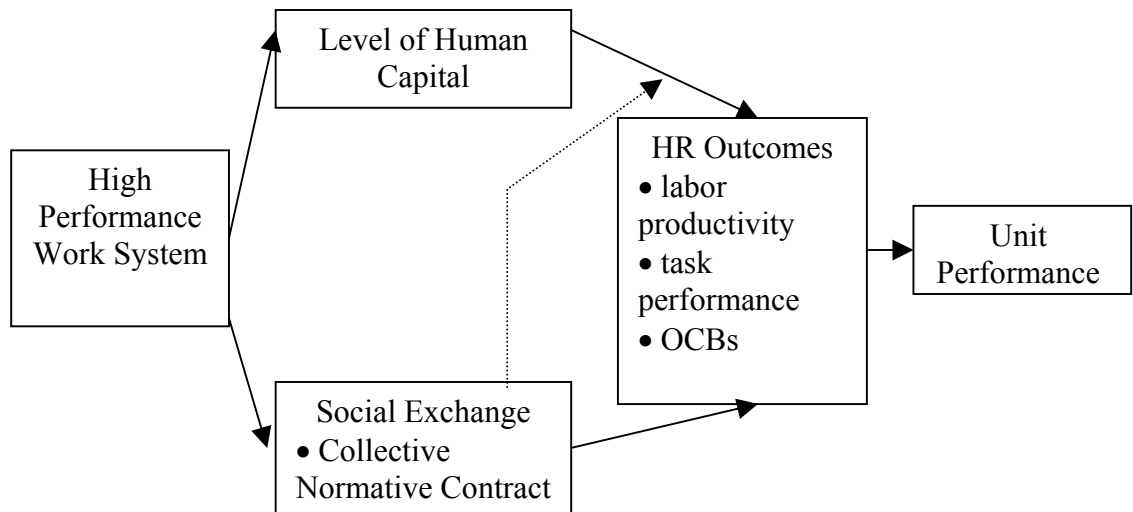 High
Performance
Work System
Level of Human
Capital
Social Exchange
• Collective
Normative Contract
HR Outcomes
• labor
productivity
• task
performance
• OCBs
Unit
Performance